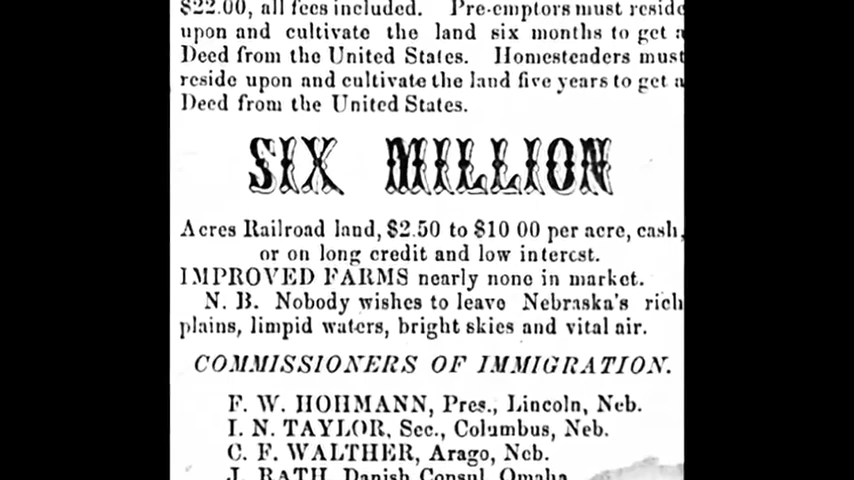 $22.00, all fees included. Pre-emptors must reside
upon and cultivate the land six months to get a
Deed from the United States. Homesteaders must
reside upon and cultivate the land five years to get a
Deed from the United States.
SIX MILLION
Acres Railroad land, $2.50 to $10 00 per acre, cash,
or on long credit and low interest.
IMPROVED FARMS nearly none in market.
N. B. Nobody wishes to leave Nebraska's rich
plains, limpid waters, bright skies and vital air.
COMMISSIONERS OF IMMIGRATION.
F. W. HOHMANN, Pres., Lincoln, Neb.
I. N. TAYLOR, Sec., Columbus, Neb.
C. F. WALTHER, Arago, Neb.
J. RATH, Danish Consul, Omaha